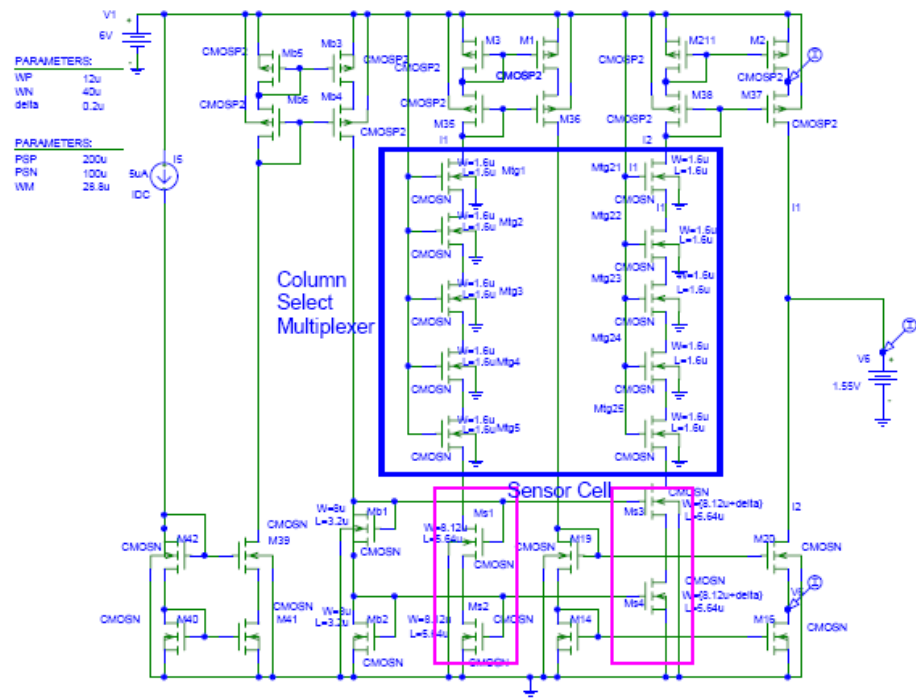 V1
6V
PARAMETERS:
WP 12u
WN 40u
delta 0.2u
PARAMETERS:
PSP 200u
PSN 100u
WM 28.8u
I5
5uA
IDC
CMOSP2
Mb5
Mb3
CMOSP2
CMOSP2
Mb6
Mb4
CMOSP2
M3
M1
CMOSP2
CMOSP2
M35
M36
M211
M2
CMOSP2
CMOSP2
M38
M37
CMOSP2
I1
I2
W=1.6u
L=1.6u
Mtg1
CMOSN
Mtg2
W=1.6u
L=1.6u
CMOSN
W=1.6u
L=1.6u
Mtg3
CMOSN
W=1.6u
L=1.6u
Mtg4
CMOSN
W=1.6u
L=1.6u
Mtg5
CMOSN
Mtg21
I1
W=1.6u
L=1.6u
CMOSN
I1
Mtg22
W=1.6u
L=1.6u
CMOSN
Mtg23
W=1.6u
L=1.6u
CMOSN
Mtg24
W=1.6u
L=1.6u
CMOSN
Mtg25
W=1.6u
L=1.6u
CMOSN
I1
Column
Select
Multiplexer
V6
1.55V
Sensor Cell
CMOSN
M42
CMOSN
M39
CMOSN
M40
CMOSN
M41
W=8u
L=3.2u
Mb1
CMOSN
W=8u
L=3.2u
Mb2
CMOSN
Ms1
W=8.12u
L=5.64u
CMOSN
Ms2
W=8.12u
L=5.64u
CMOSN
CMOSN
M19
M14
CMOSN
CMOSN
Ms3
W={8.12u+delta}
L=5.64u
CMOSN
Ms4
W={8.12u+delta}
L=5.64u
I2
M20
CMOSN
M16
CMOSN